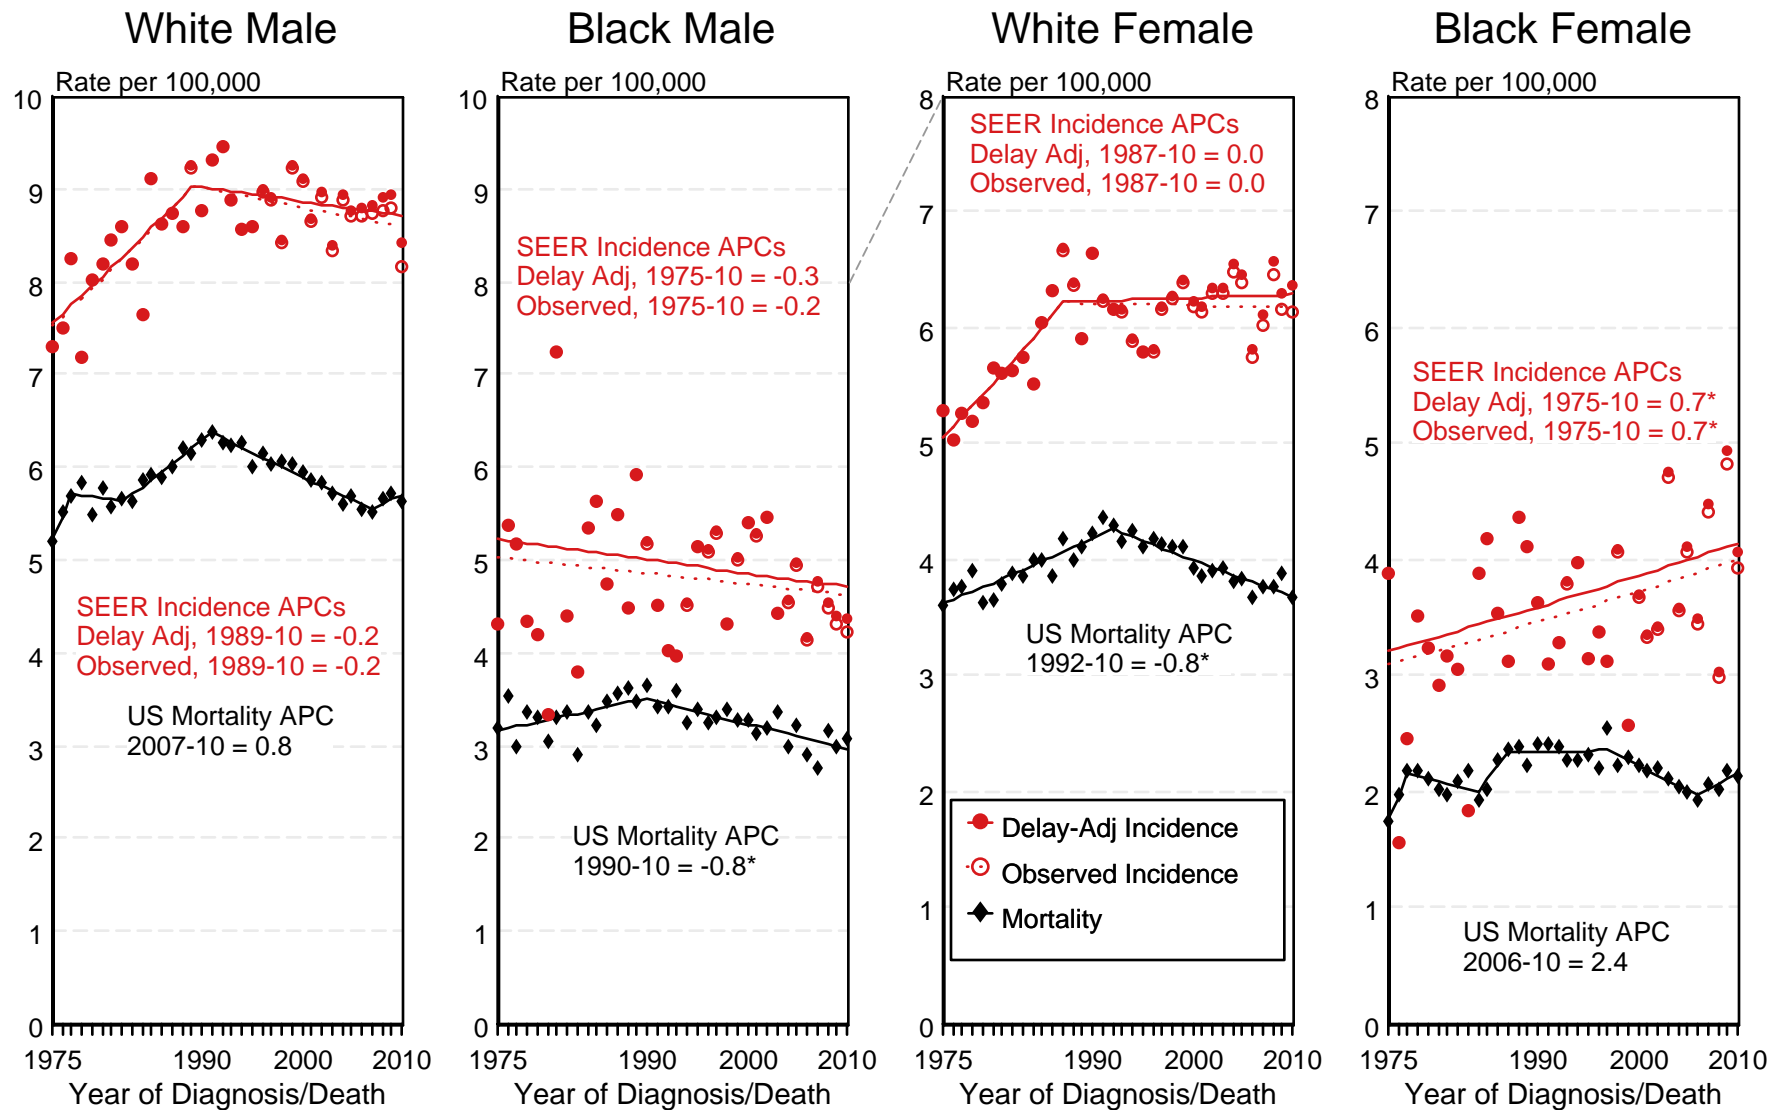 White Male
Black Male
White Female
Black Female
Rate per 100,000
Rate per 100,000
Rate per 100,000
Rate per 100,000
10
9
8
7
6
5
4
3
2
1
0
SEER Incidence APCs
Delay Adj, 1989-10 = -0.2
Observed, 1989-10 = -0.2
US Mortality APC
2007-10 = 0.8
1975
1990
2000
2010
Year of Diagnosis/Death
10
9
8
7
6
5
4
3
2
1
0
SEER Incidence APCs
Delay Adj, 1975-10 = -0.3
Observed, 1975-10 = -0.2
US Mortality APC
1990-10 = -0.8*
1975
1990
2000
2010
Year of Diagnosis/Death
8
7
6
5
4
3
2
1
0
SEER Incidence APCs
Delay Adj, 1987-10 = 0.0
Observed, 1987-10 = 0.0
US Mortality APC
1992-10 = -0.8*
Delay-Adj Incidence
Observed Incidence
Mortality
1975
1990
2000
2010
Year of Diagnosis/Death
8
7
6
5
4
3
2
1
0
SEER Incidence APCs
Delay Adj, 1975-10 = 0.7*
Observed, 1975-10 = 0.7*
US Mortality APC
2006-10 = 2.4
1975
1990
2000
2010
Year of Diagnosis/Death